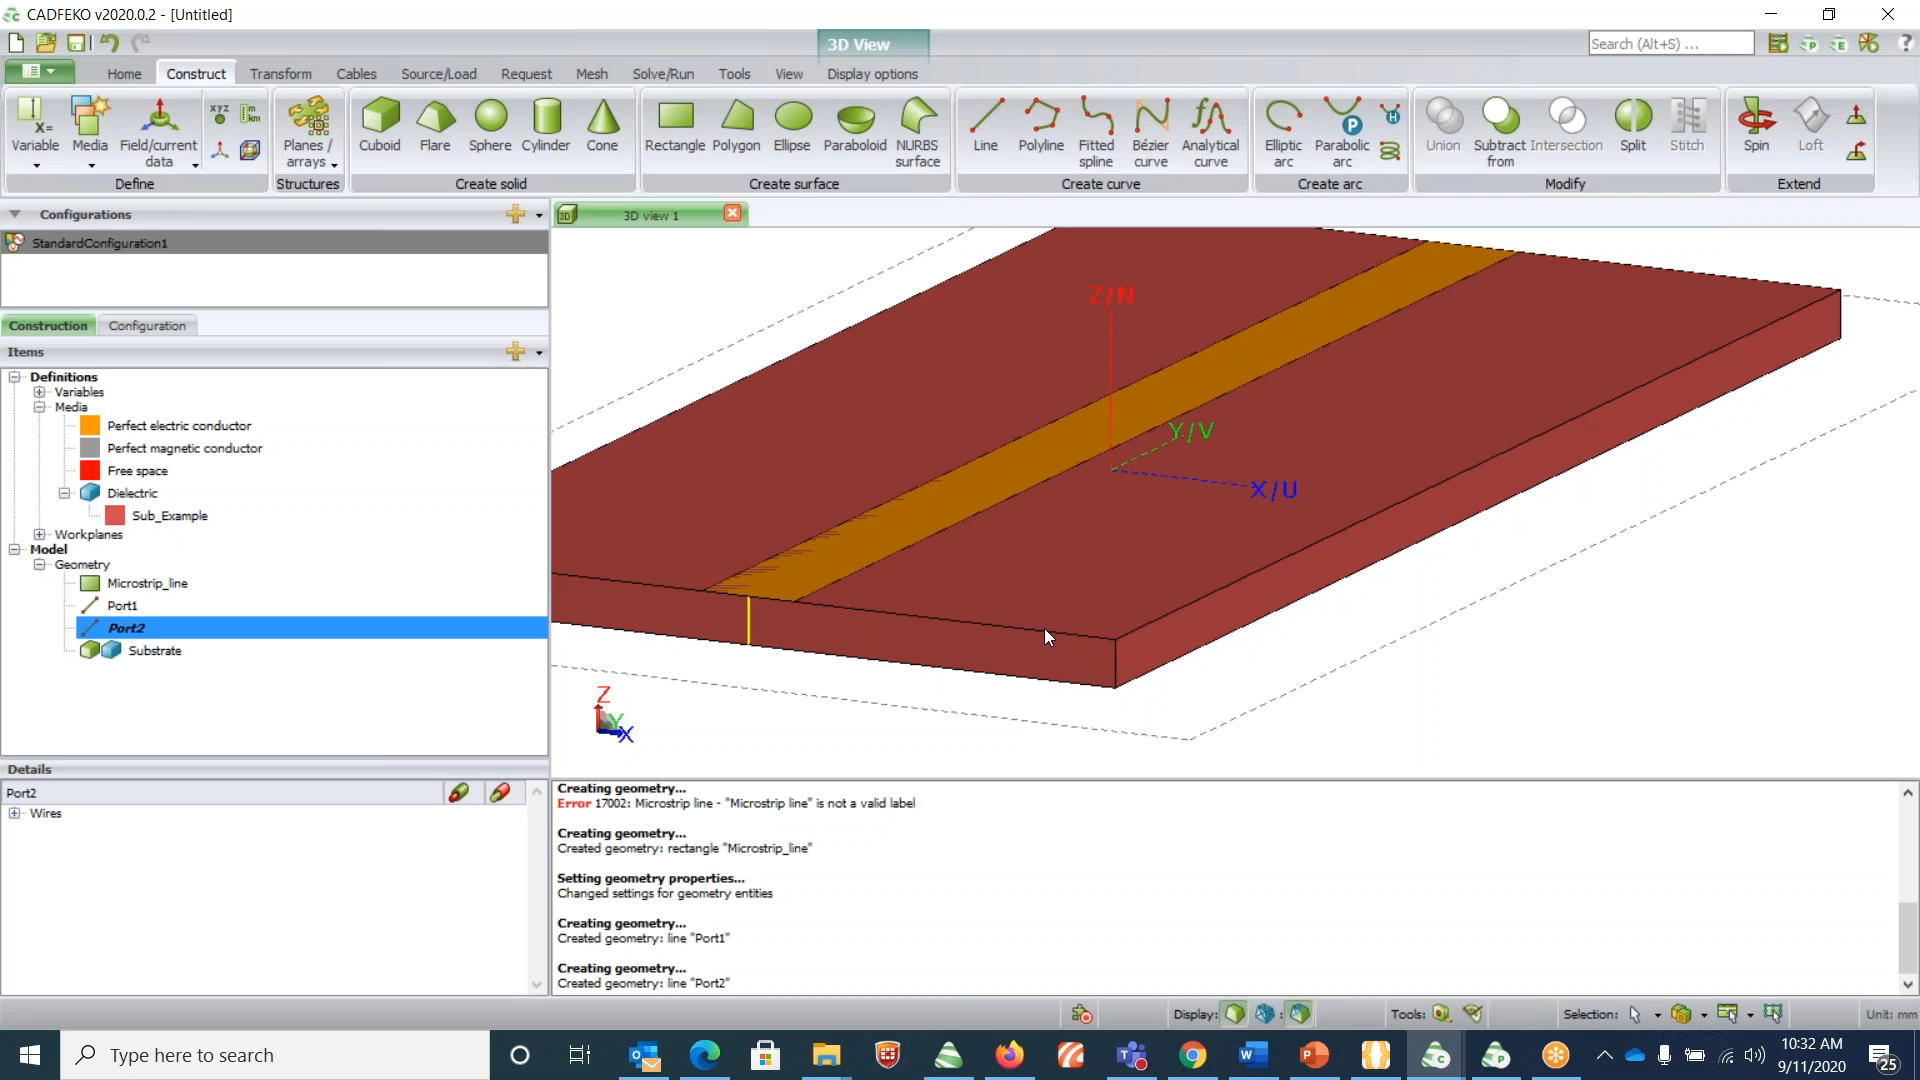 CADFEKO v2020.0.2 - [Untitled]
3D View
Search (Alt+S) ...
Home Construct Transform Cables Source/Load Request Mesh Solve/Run Tools View Display options
X=
Variable
Media
Field/current
data
xyz
Planes /
arrays
Cuboid
Flare
Sphere
Cylinder
Cone
Rectangle
Polygon
Ellipse
Paraboloid
NURBS
surface
Line
Polyline
Fitted
spline
Bézier
curve
Analytical
curve
Elliptic
arc
Parabolic
arc
Union
Subtract
from
Intersection
Split
Stitch
Spin
Loft
Define
Structures
Create solid
Create surface
Create curve
Create arc
Modify
Extend
Configurations
StandardConfiguration1
Construction Configuration
Items
Definitions
Variables
Media
Perfect electric conductor
Perfect magnetic conductor
Free space
Dielectric
Sub_Example
Workplanes
Model
Geometry
Microstrip_line
Port1
Port2
Substrate
Details
Port2
Wires
3D view 1
Z/N
Y/V
X/U
Z
Y
X
Creating geometry...
Error 17002: Microstrip line - "Microstrip line" is not a valid label
Creating geometry...
Created geometry: rectangle "Microstrip_line"
Setting geometry properties...
Changed settings for geometry entities
Creating geometry...
Created geometry: line "Port1"
Creating geometry...
Created geometry: line "Port2"
Display:
Tools:
Selection:
Unit: mm
Type here to search
10:32 AM
9/11/2020
25